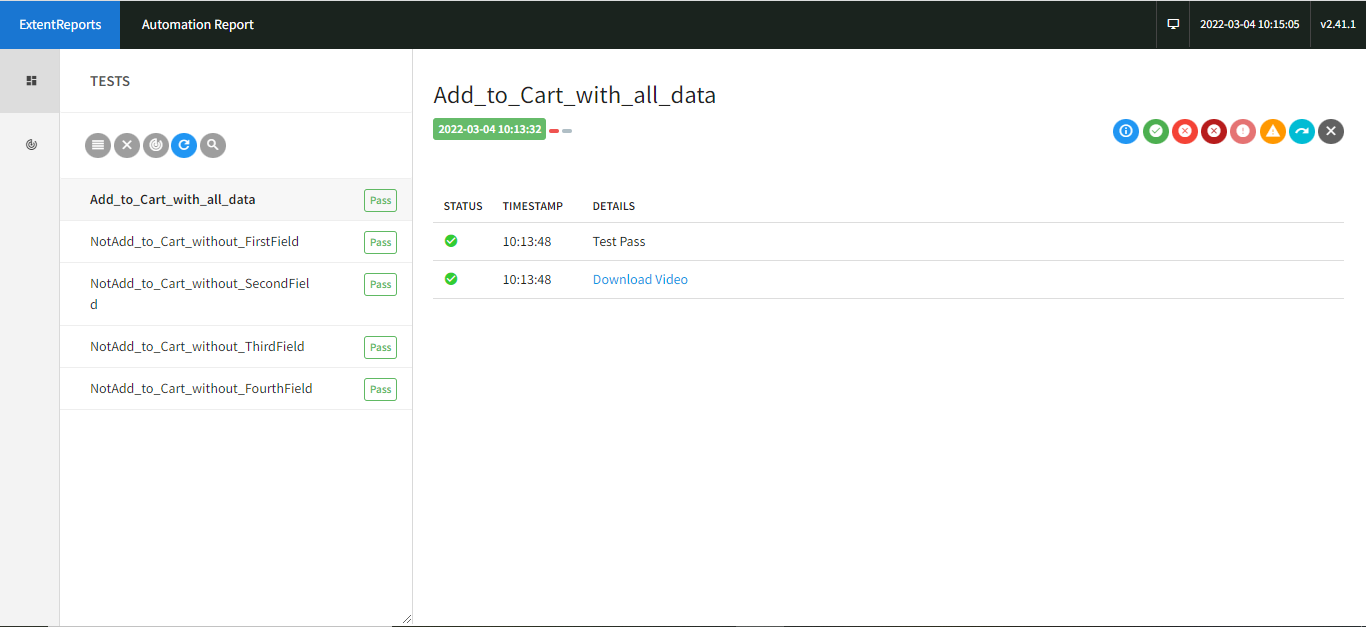 ExtentReports
Automation Report
2022-03-04 10:15:05
v2.41.1
TESTS
Add_to_Cart_with_all_data
Pass
NotAdd_to_Cart_without_FirstField
Pass
NotAdd_to_Cart_without_SecondFiel
d
Pass
NotAdd_to_Cart_without_ThirdField
Pass
NotAdd_to_Cart_without_FourthField
Pass
Add_to_Cart_with_all_data
2022-03-04 10:13:32
STATUS TIMESTAMP DETAILS
10:13:48 Test Pass
10:13:48 Download Video